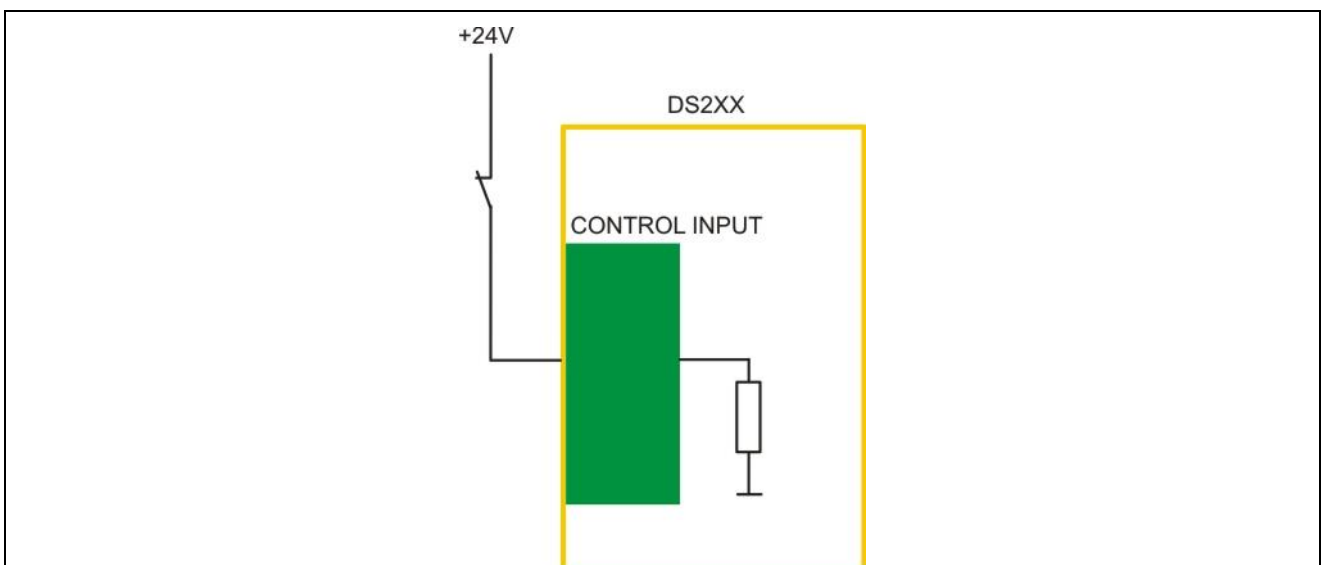 +24V
DS2XX
CONTROL INPUT